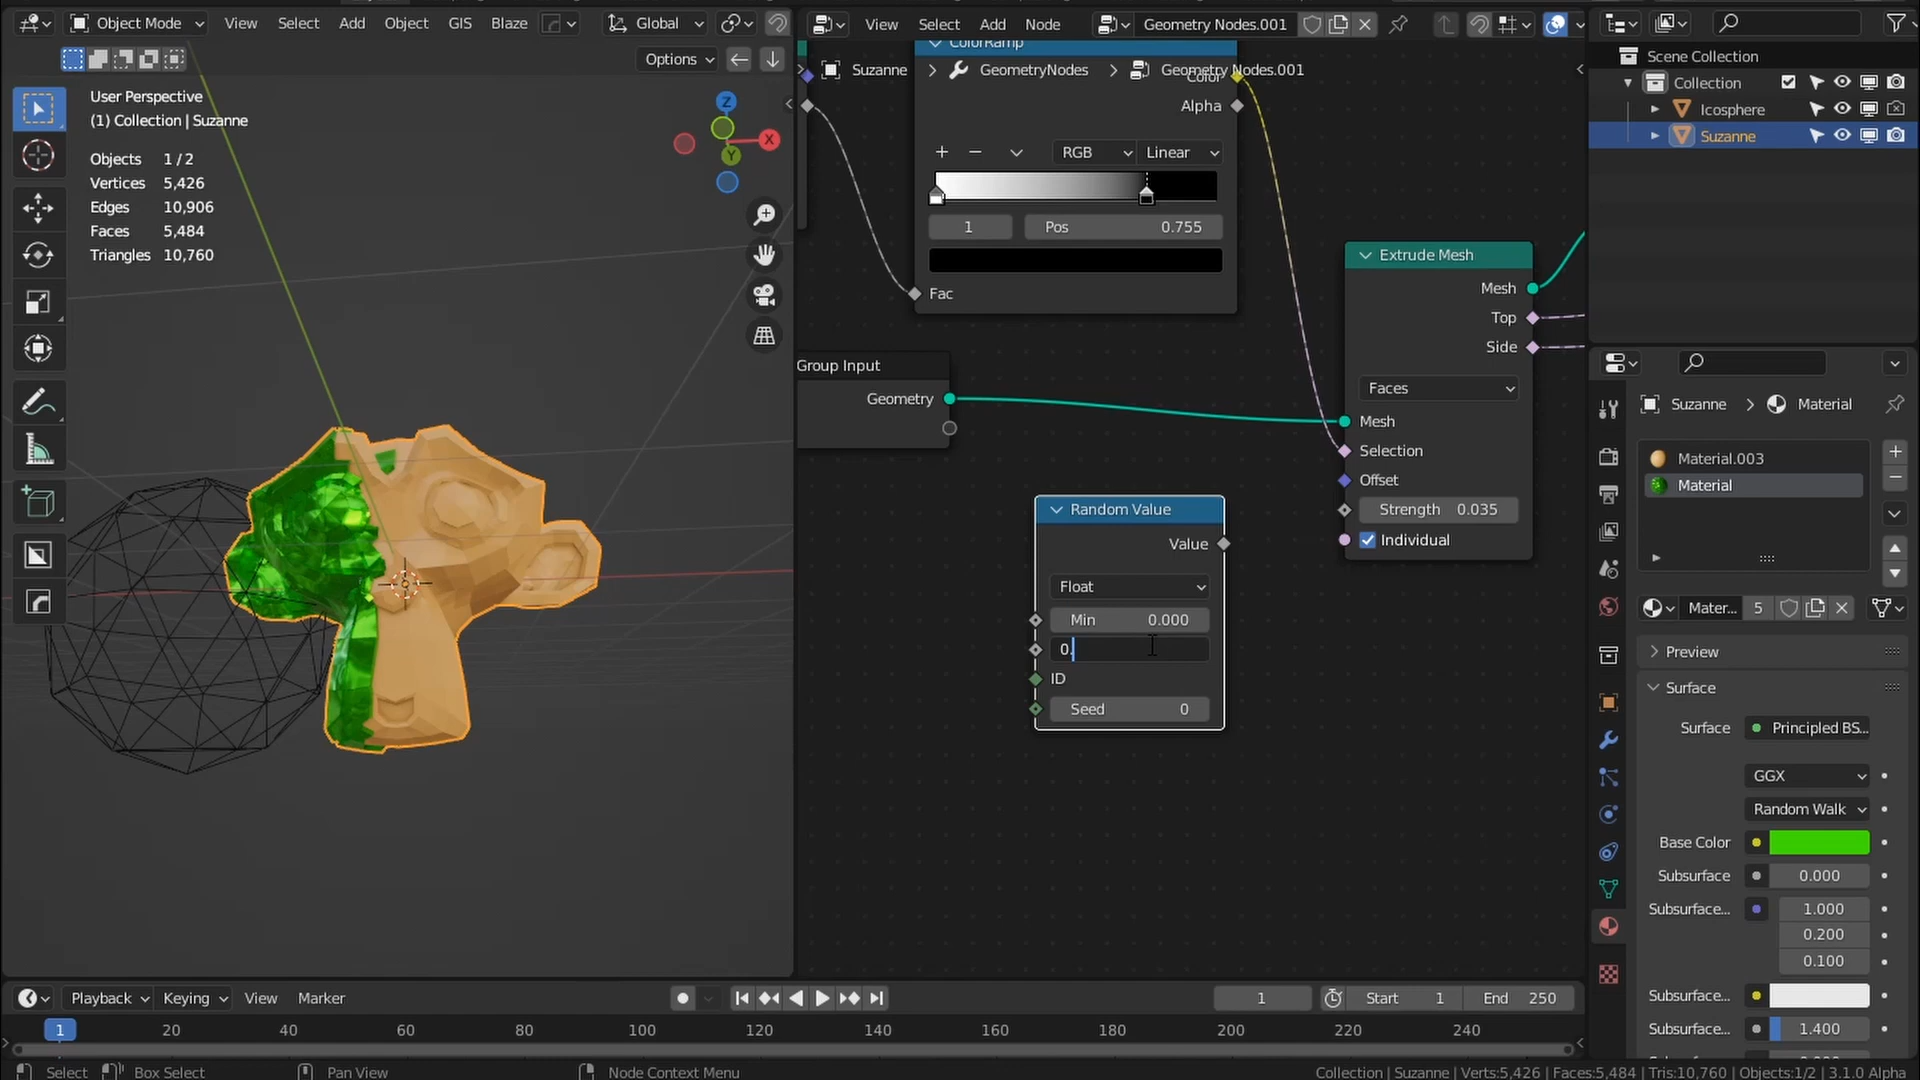 Object Mode
View
Select
Add
Object
GIS
Blaze
Global
Options
User Perspective
(1) Collection | Suzanne
Objects 1 / 2
Vertices 5,426
Edges 10,906
Faces 5,484
Triangles 10,760
Z
X
Y
View
Select
Add
Node
Geometry Nodes.001
Suzanne
GeometryNodes
Geometry Nodes.001
ColorRamp
Color
Alpha
RGB
Linear
1
Pos 0.755
Fac
Group Input
Geometry
Extrude Mesh
Mesh
Top
Side
Faces
Mesh
Selection
Offset
Strength 0.035
Individual
Random Value
Value
Float
Min 0.000
0.
ID
Seed 0
Scene Collection
Collection
Icosphere
Suzanne
Suzanne
Material
Material.003
Material
Mater...
5
Preview
Surface
Surface
Principled BS...
GGX
Random Walk
Base Color
Subsurface
0.000
Subsurface...
1.000
0.200
0.100
Subsurface...
Subsurface...
1.400
Playback
Keying
View
Marker
1
Start 1
End 250
1
20
40
60
80
100
120
140
160
180
200
220
240
Select
Box Select
Pan View
Node Context Menu
Collection | Suzanne | Verts:5,426 | Faces:5,484 | Tris:10,760 | Objects:1/2 | 3.1.0 Alpha